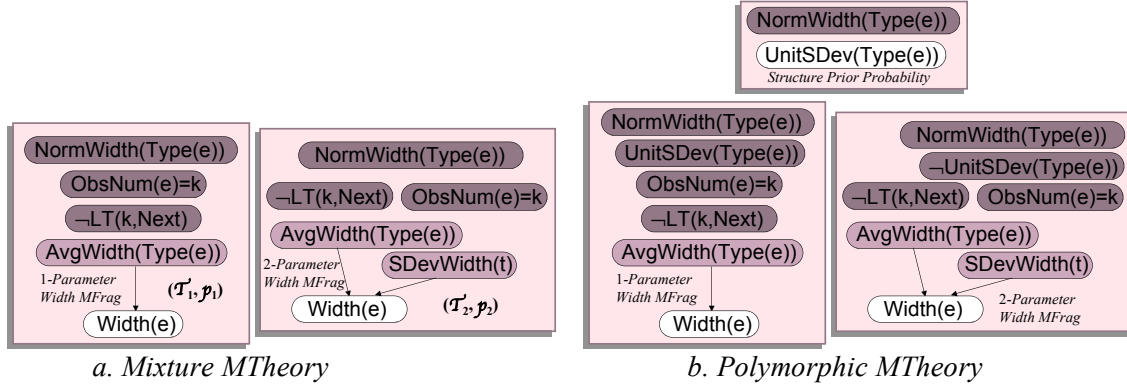 NormWidth(Type(e))
UnitSDev(Type(e))
Structure Prior Probability
NormWidth(Type(e))
ObsNum(e)=k
¬LT(k,Next)
AvgWidth(Type(e))
1-Parameter
Width MFrag
(T₁,p₁)
Width(e)
NormWidth(Type(e))
¬LT(k,Next) ObsNum(e)=k
AvgWidth(Type(e))
SDevWidth(t)
2-Parameter
Width MFrag
Width(e)
(T₂,p₂)
a. Mixture MTheory
NormWidth(Type(e))
UnitSDev(Type(e))
ObsNum(e)=k
¬LT(k,Next)
AvgWidth(Type(e))
1-Parameter
Width MFrag
Width(e)
NormWidth(Type(e))
¬UnitSDev(Type(e))
¬LT(k,Next) ObsNum(e)=k
AvgWidth(Type(e))
SDevWidth(t)
Width(e)
2-Parameter
Width MFrag
b. Polymorphic MTheory